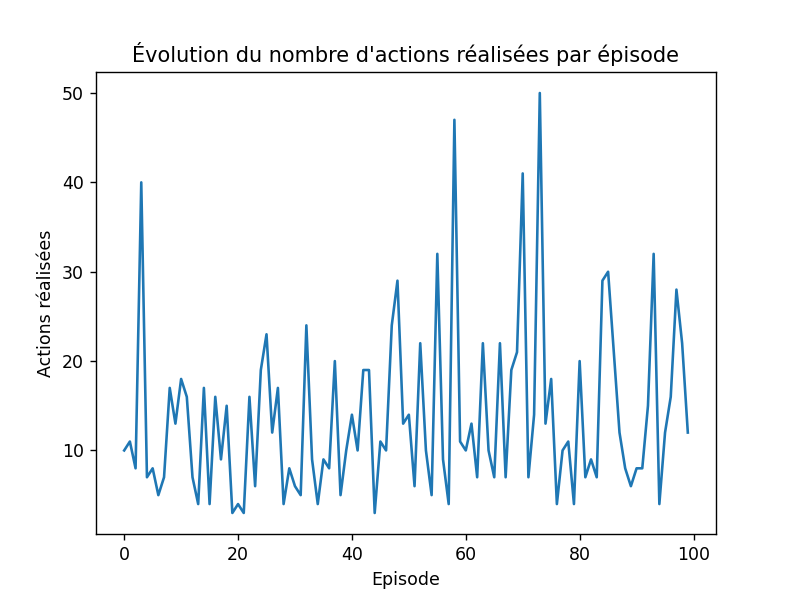 Évolution du nombre d'actions réalisées par épisode
50
40
30
20
10
Actions réalisées
0 20 40 60 80 100
Episode